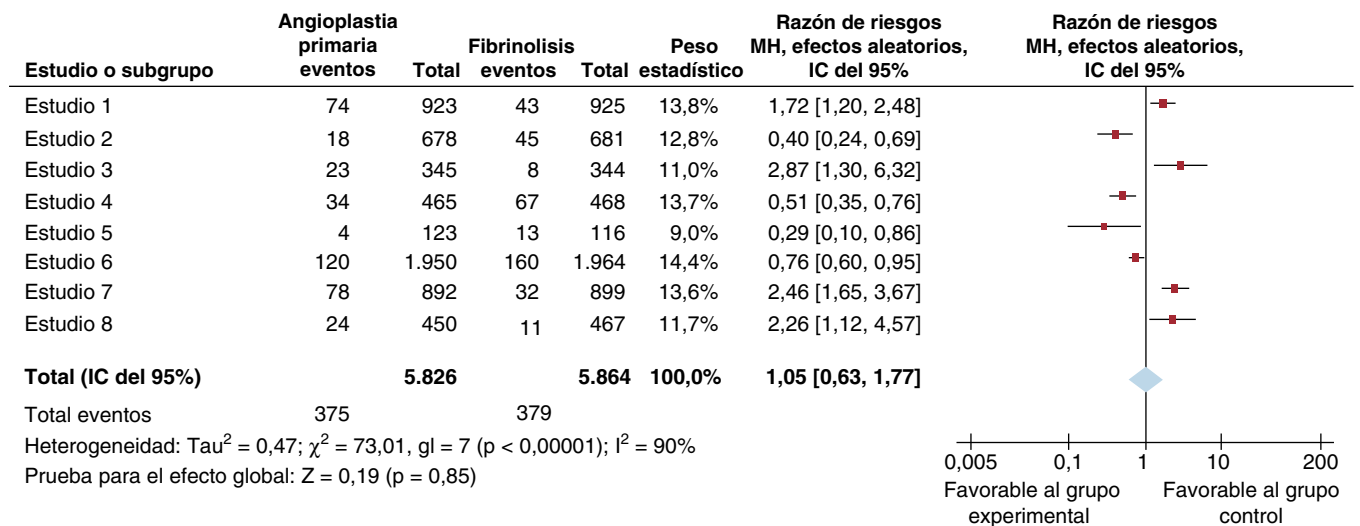 Angioplastia primaria eventos
Fibrinolisis eventos
Peso estadístico
Razón de riesgos MH, efectos aleatorios, IC del 95%
Razón de riesgos MH, efectos aleatorios, IC del 95%
Estudio o subgrupo Total Total
Estudio 1 74 923 43 925 13,8% 1,72 [1,20, 2,48]
Estudio 2 18 678 45 681 12,8% 0,40 [0,24, 0,69]
Estudio 3 23 345 8 344 11,0% 2,87 [1,30, 6,32]
Estudio 4 34 465 67 468 13,7% 0,51 [0,35, 0,76]
Estudio 5 4 123 13 116 9,0% 0,29 [0,10, 0,86]
Estudio 6 120 1.950 160 1.964 14,4% 0,76 [0,60, 0,95]
Estudio 7 78 892 32 899 13,6% 2,46 [1,65, 3,67]
Estudio 8 24 450 11 467 11,7% 2,26 [1,12, 4,57]
Total (IC del 95%) 5.826 5.864 100,0% 1,05 [0,63, 1,77]
Total eventos 375 379
Heterogeneidad: Tau² = 0,47; χ² = 73,01, gl = 7 (p < 0,00001); I² = 90%
Prueba para el efecto global: Z = 0,19 (p = 0,85)
0,005 0,1 1 10 200
Favorable al grupo experimental
Favorable al grupo control